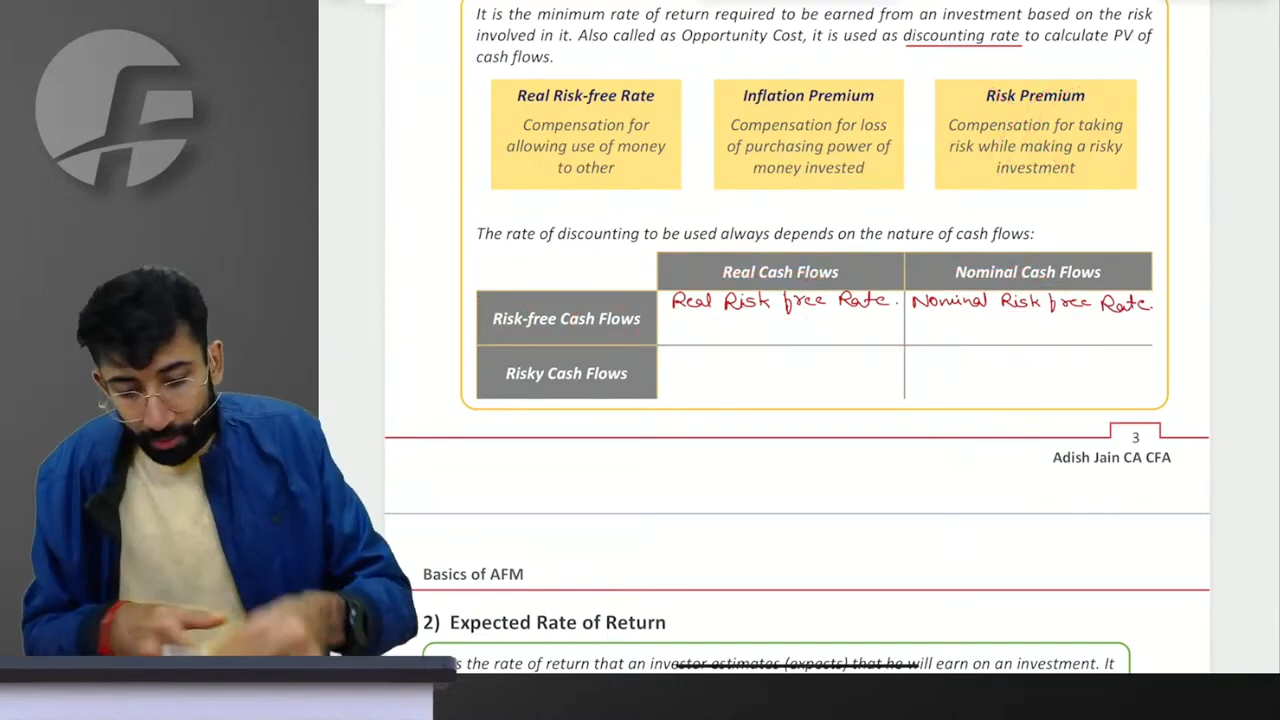 It is the minimum rate of return required to be earned from an investment based on the risk
involved in it. Also called as Opportunity Cost, it is used as discounting rate to calculate PV of
cash flows.
Real Risk-free Rate
Compensation for
allowing use of money
to other
Inflation Premium
Compensation for loss
of purchasing power of
money invested
Risk Premium
Compensation for taking
risk while making a risky
investment
The rate of discounting to be used always depends on the nature of cash flows:
Real Cash Flows Nominal Cash Flows
Risk-free Cash Flows Real Risk free Rate. Nominal Risk free Rate.
Risky Cash Flows
3
Adish Jain CA CFA
Basics of AFM
2) Expected Rate of Return
s the rate of return that an investor estimates (expects) that he will earn on an investment. It